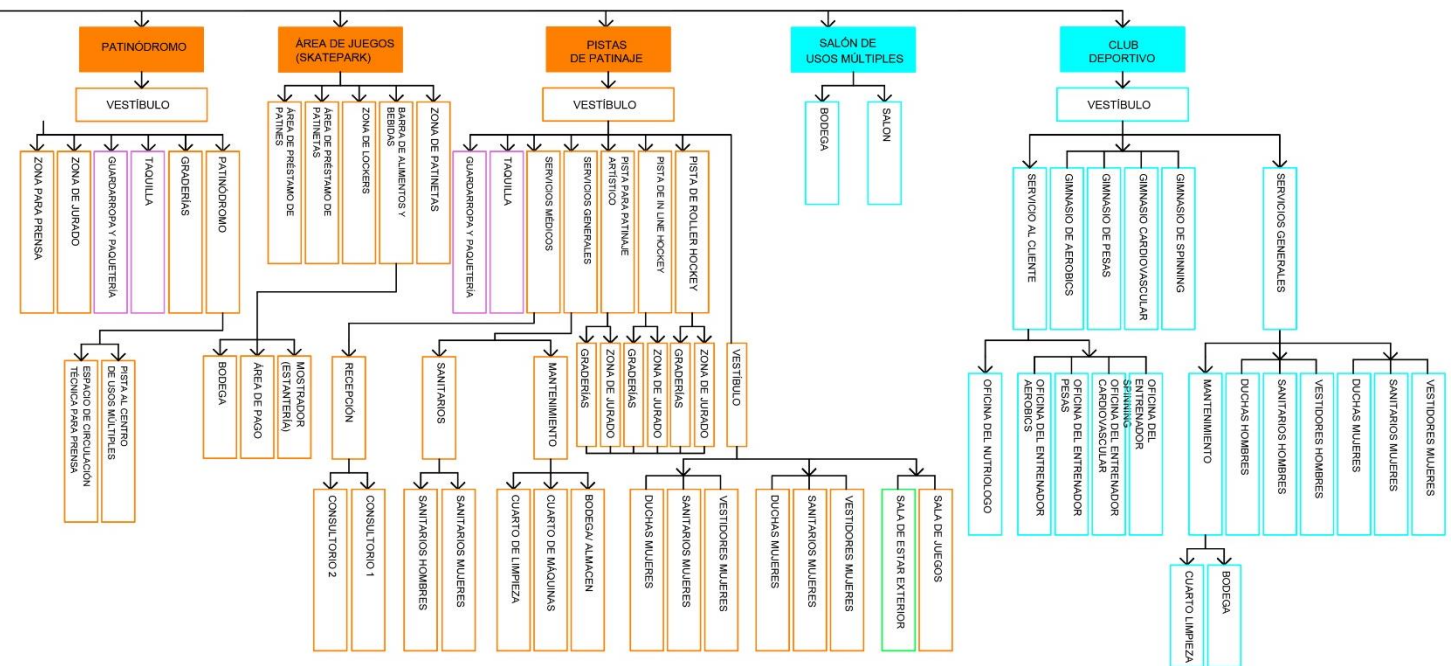 PATINÓDROMO
ÁREA DE JUEGOS
(SKATEPARK)
PISTAS
DE PATINAJE
SALÓN DE
USOS MÚLTIPLES
CLUB
DEPORTIVO
VESTÍBULO
VESTÍBULO
VESTÍBULO
ZONA PARA PRENSA
ZONA DE JURADO
GUARDARROPA Y PAQUETERÍA
TAQUILLA
GRADERÍAS
PATINÓDROMO
ÁREA DE PRÉSTAMO DE
PATINES
ÁREA DE PRÉSTAMO DE
PATINETAS
ZONA DE LOCKERS
BARRA DE ALIMENTOS Y
BEBIDAS
ZONA DE PATINETAS
GUARDARROPA Y PAQUETERÍA
TAQUILLA
SERVICIOS MÉDICOS
SERVICIOS GENERALES
PISTA PARA PATINAJE
ARTÍSTICO
PISTA DE IN LINE HOCKEY
PISTA DE ROLLER HOCKEY
BODEGA
SALON
SERVICIO AL CLIENTE
GIMNASIO DE AEROBICS
GIMNASIO DE PESAS
GIMNASIO CARDIOVASCULAR
GIMNASIO DE SPINNING
SERVICIOS GENERALES
ESPACIO DE CIRCULACIÓN
TÉCNICA PARA PRENSA
PISTA AL CENTRO
DE USOS MÚLTIPLES
BODEGA
ÁREA DE PAGO
MOSTRADOR
(ESTANTERÍA)
RECEPCIÓN
SANITARIOS
MANTENIMIENTO
GRADERÍAS
ZONA DE JURADO
GRADERÍAS
ZONA DE JURADO
GRADERÍAS
ZONA DE JURADO
VESTÍBULO
OFICINA DEL NUTRIOLOGO
OFICINA DEL ENTRENADOR
AEROBICS
OFICINA DEL ENTRENADOR
PESAS
OFICINA DEL ENTRENADOR
CARDIOVASCULAR
OFICINA DEL
ENTRENADOR
SPINNING
MANTENIMIENTO
DUCHAS HOMBRES
SANITARIOS HOMBRES
VESTIDORES HOMBRES
DUCHAS MUJERES
SANITARIOS MUJERES
VESTIDORES MUJERES
CONSULTORIO 2
CONSULTORIO 1
SANITARIOS HOMBRES
SANITARIOS MUJERES
CUARTO DE LIMPIEZA
CUARTO DE MÁQUINAS
BODEGA/ ALMACEN
DUCHAS MUJERES
SANITARIOS MUJERES
VESTIDORES MUJERES
DUCHAS MUJERES
SANITARIOS MUJERES
VESTIDORES MUJERES
SALA DE ESTAR EXTERIOR
SALA DE JUEGOS
CUARTO LIMPIEZA
BODEGA